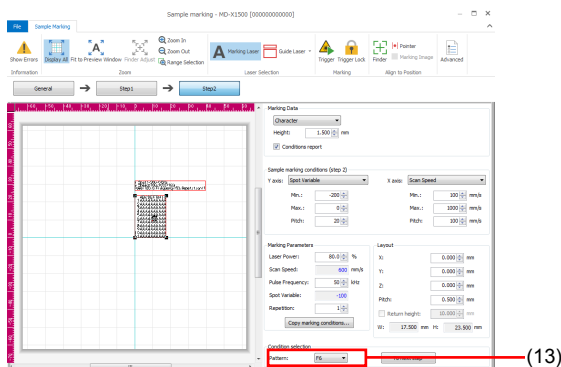 Sample marking - MD-X1500 [000000000000]
File
Sample Marking
Show Errors
Display All
Fit to Preview Window
Finder Adjust
Zoom In
Zoom Out
Range Selection
Marking Laser
Guide Laser
Trigger
Trigger Lock
Finder
Pointer
Marking Image
Advanced
Information
Zoom
Laser Selection
Marking
Align to Position
General
Step1
Step2
Marking Data
Character
Height: 1.500 mm
Conditions report
Sample marking conditions (step 2)
Y axis: Spot Variable X axis: Scan Speed
Min.: -200 Min.: 100 mm/s
Max.: 0 Max.: 1000 mm/s
Pitch: 20 Pitch: 100 mm/s
Marking Parameters
Laser Power: 80.0 %
Scan Speed: 600 mm/s
Pulse Frequency: 50 kHz
Spot Variable: -100
Repetition: 1
Copy marking conditions...
Layout
X: 0.000 mm
Y: 0.000 mm
Z: 0.000 mm
Pitch: 0.500 mm
Return height: 10.000 mm
W: 17.500 mm H: 23.500 mm
Condition selection
Pattern: F6
(13)